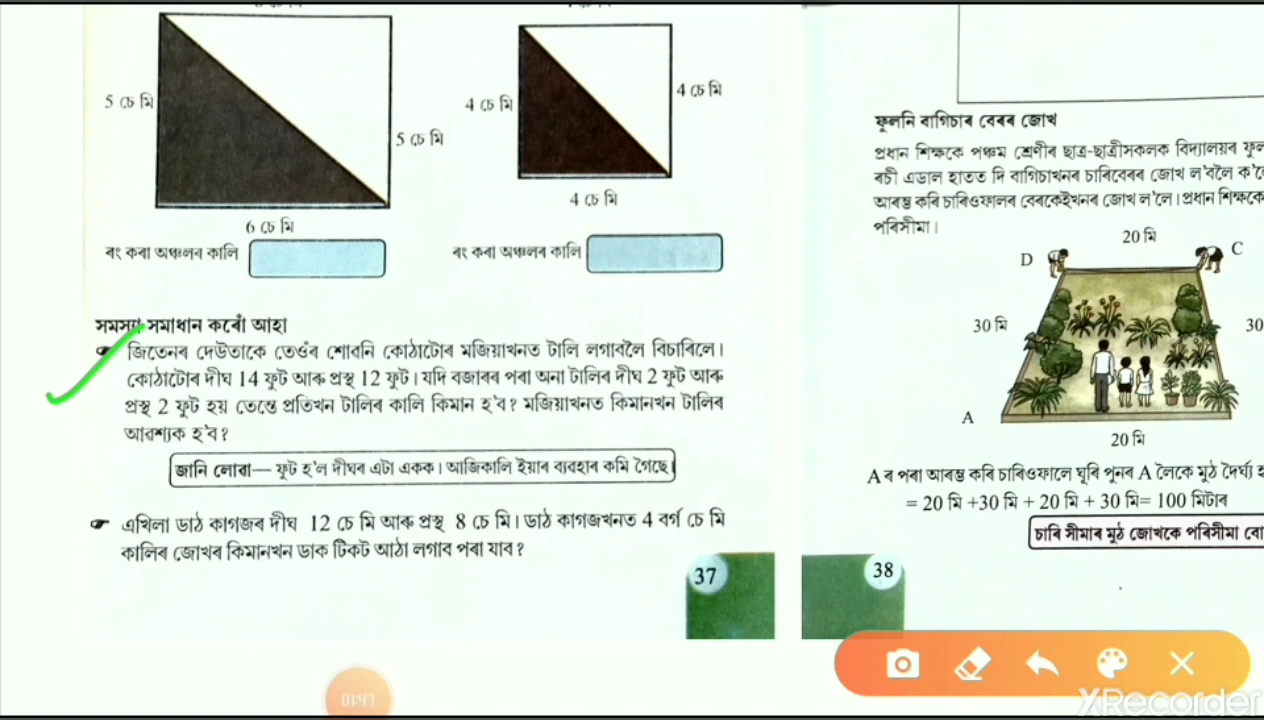 5 চে মি
5 চে মি
6 চে মি
ৰং কৰা অঞ্চলৰ কালি
4 চে মি
4 চে মি
4 চে মি
ৰং কৰা অঞ্চলৰ কালি
সমস্যা সমাধান কৰোঁ আহা
জিতেনৰ দেউতাকে তেওঁৰ শোৱনি কোঠাটোৰ মজিয়াখনত টালি লগাবলৈ বিচাৰিলে।
কোঠাটোৰ দীঘ 14 ফুট আৰু প্ৰস্থ 12 ফুট। যদি বজাৰৰ পৰা অনা টালিৰ দীঘ 2 ফুট আৰু
প্ৰস্থ 2 ফুট হয় তেন্তে প্ৰতিখন টালিৰ কালি কিমান হ'ব? মজিয়াখনত কিমানখন টালিৰ
আৱশ্যক হ'ব?
জানি লোৱা— ফুট হ'ল দীঘৰ এটা একক। আজিকালি ইয়াৰ ব্যৱহাৰ কমি গৈছে।
এখিলা ডাঠ কাগজৰ দীঘ 12 চে মি আৰু প্ৰস্থ 8 চে মি। ডাঠ কাগজখনত 4 বৰ্গ চে মি
কালিৰ জোখৰ কিমানখন ডাক টিকট আঠা লগাব পৰা যাব?
37
ফুলনি বাগিচাৰ বেৰৰ জোখ
প্ৰধান শিক্ষকে পঞ্চম শ্ৰেণীৰ ছাত্ৰ-ছাত্ৰীসকলক বিদ্যালয়ৰ
ৰচী এডাল হাতত দি বাগিচাখনৰ চাৰিবেৰৰ জোখ ল'বলৈ
আৰম্ভ কৰি চাৰিওফালৰ বেৰকেইখনৰ জোখ ল'লে। প্ৰধান শিক্ষকে
পৰিসীমা।
20 মি
D
C
30 মি
30
A
20 মি
A ৰ পৰা আৰম্ভ কৰি চাৰিওফালে ঘূৰি পুনৰ A লৈকে মুঠ দৈৰ্ঘ্য
= 20 মি +30 মি + 20 মি + 30 মি= 100 মিটাৰ
চাৰি সীমাৰ মুঠ জোখকে পৰিসীমা
38
01:47
XRecorder